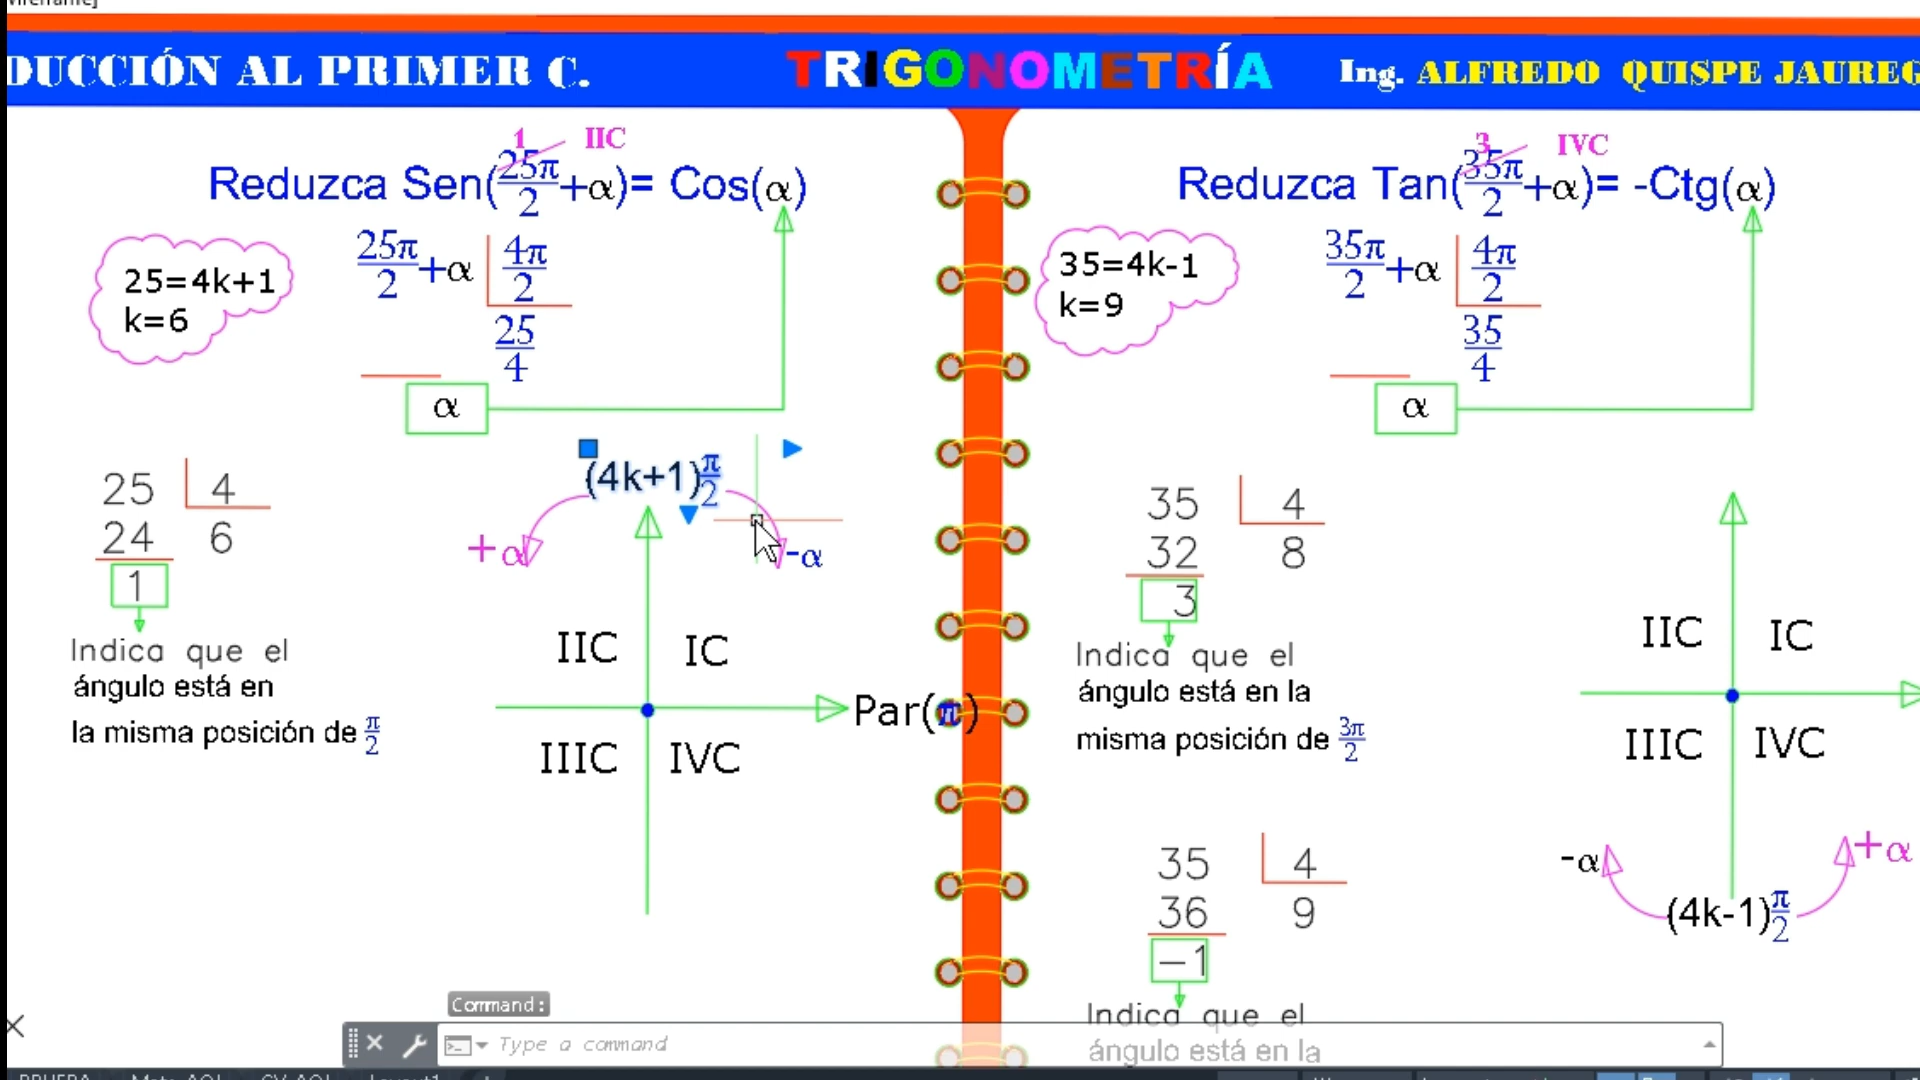 DUCCIÓN AL PRIMER C.
TRIGONOMETRÍA
Ing. ALFREDO QUISPE JAUREG
1 IIC
Reduzca Sen(25π/2+α)= Cos(α)
25=4k+1
k=6
25π/2+α 4π/2
25/4
α
(4k+1)π/2
+α
-α
25 4
24 6
1
Indica que el
ángulo está en
la misma posición de π/2
IIC IC
Par(π)
IIIC IVC
3 IVC
Reduzca Tan(35π/2+α)= -Ctg(α)
35=4k-1
k=9
35π/2+α 4π/2
35/4
α
35 4
32 8
3
Indica que el
ángulo está en la
misma posición de 3π/2
IIC IC
IIIC IVC
-α +α
(4k-1)π/2
35 4
36 9
-1
Indica que el
ángulo está en la
Command:
Type a command
Layout1